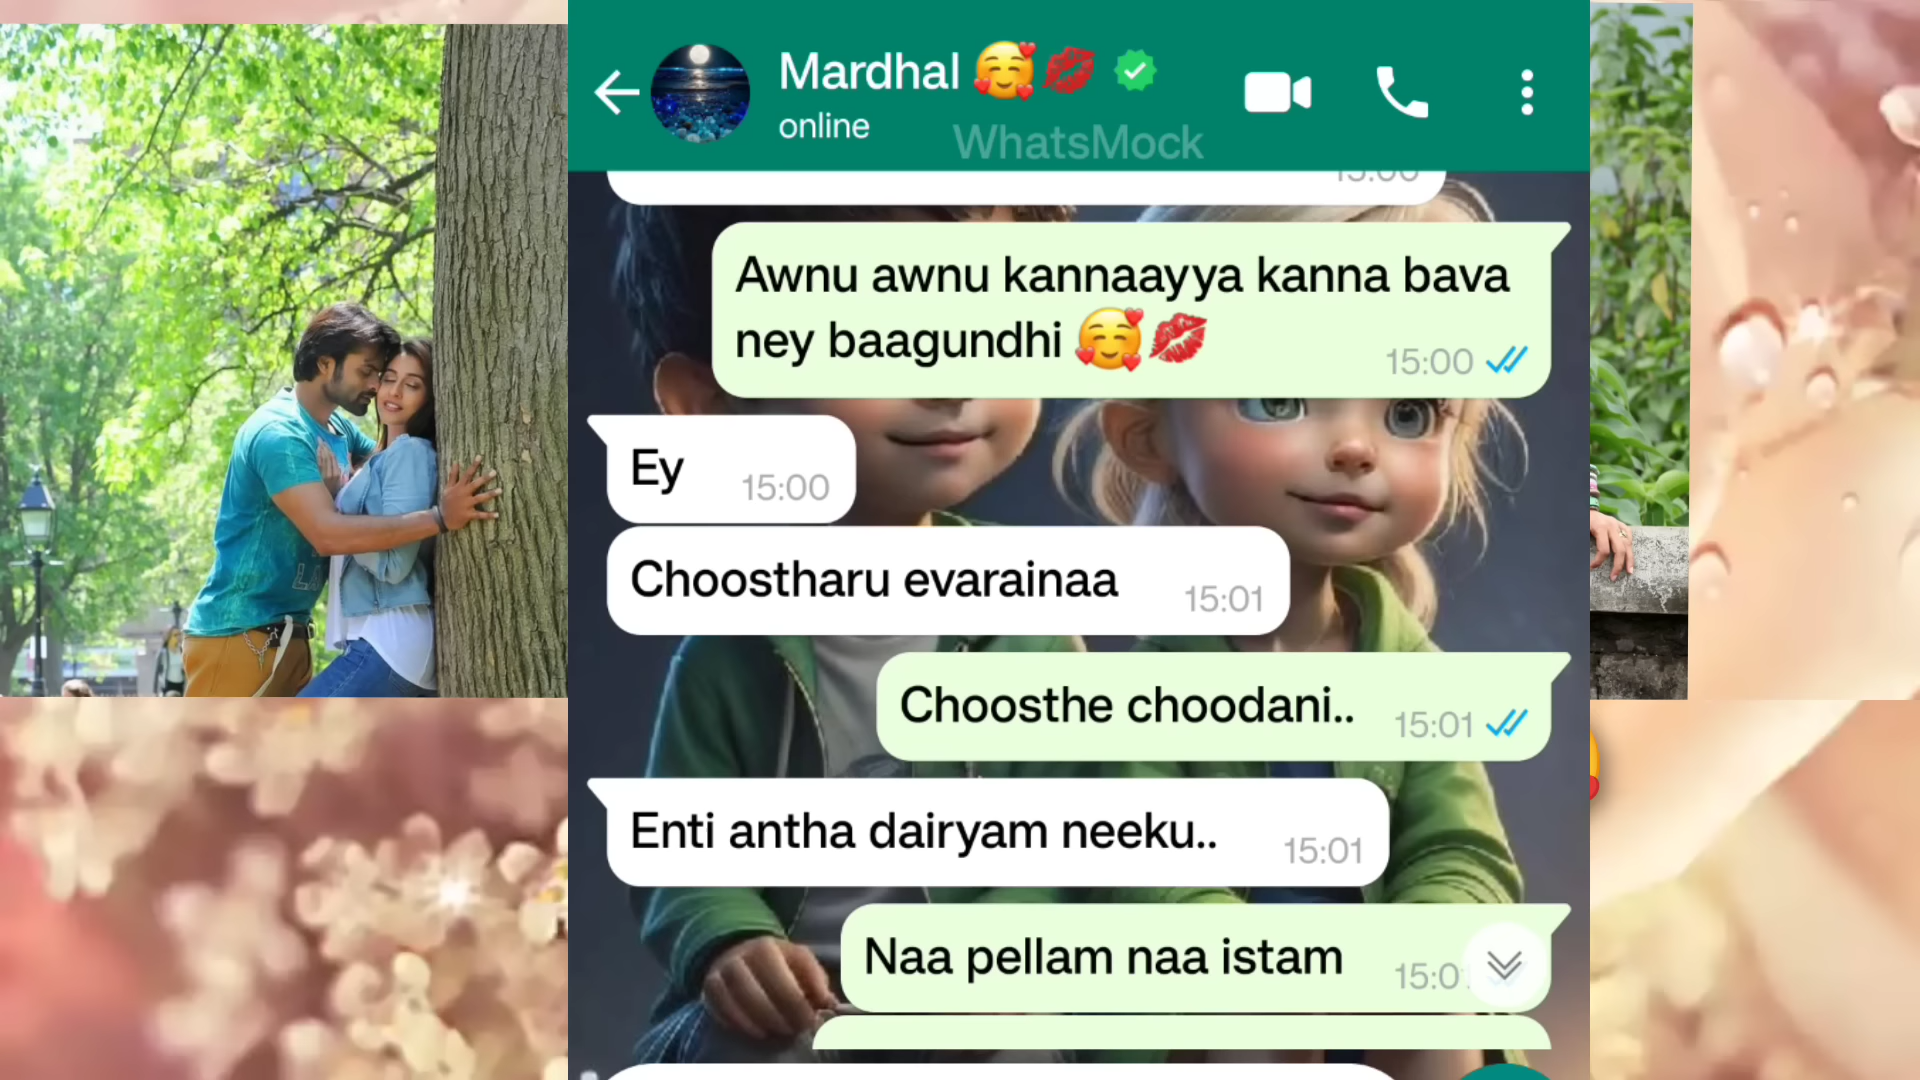 Mardhal 🥰💋
online
WhatsMock
Awnu awnu kannaayya kanna bava
ney baagundhi 🥰💋
15:00
Ey
15:00
Choostharu evarainaa
15:01
Choosthe choodani..
15:01
Enti antha dairyam neeku..
15:01
Naa pellam naa istam